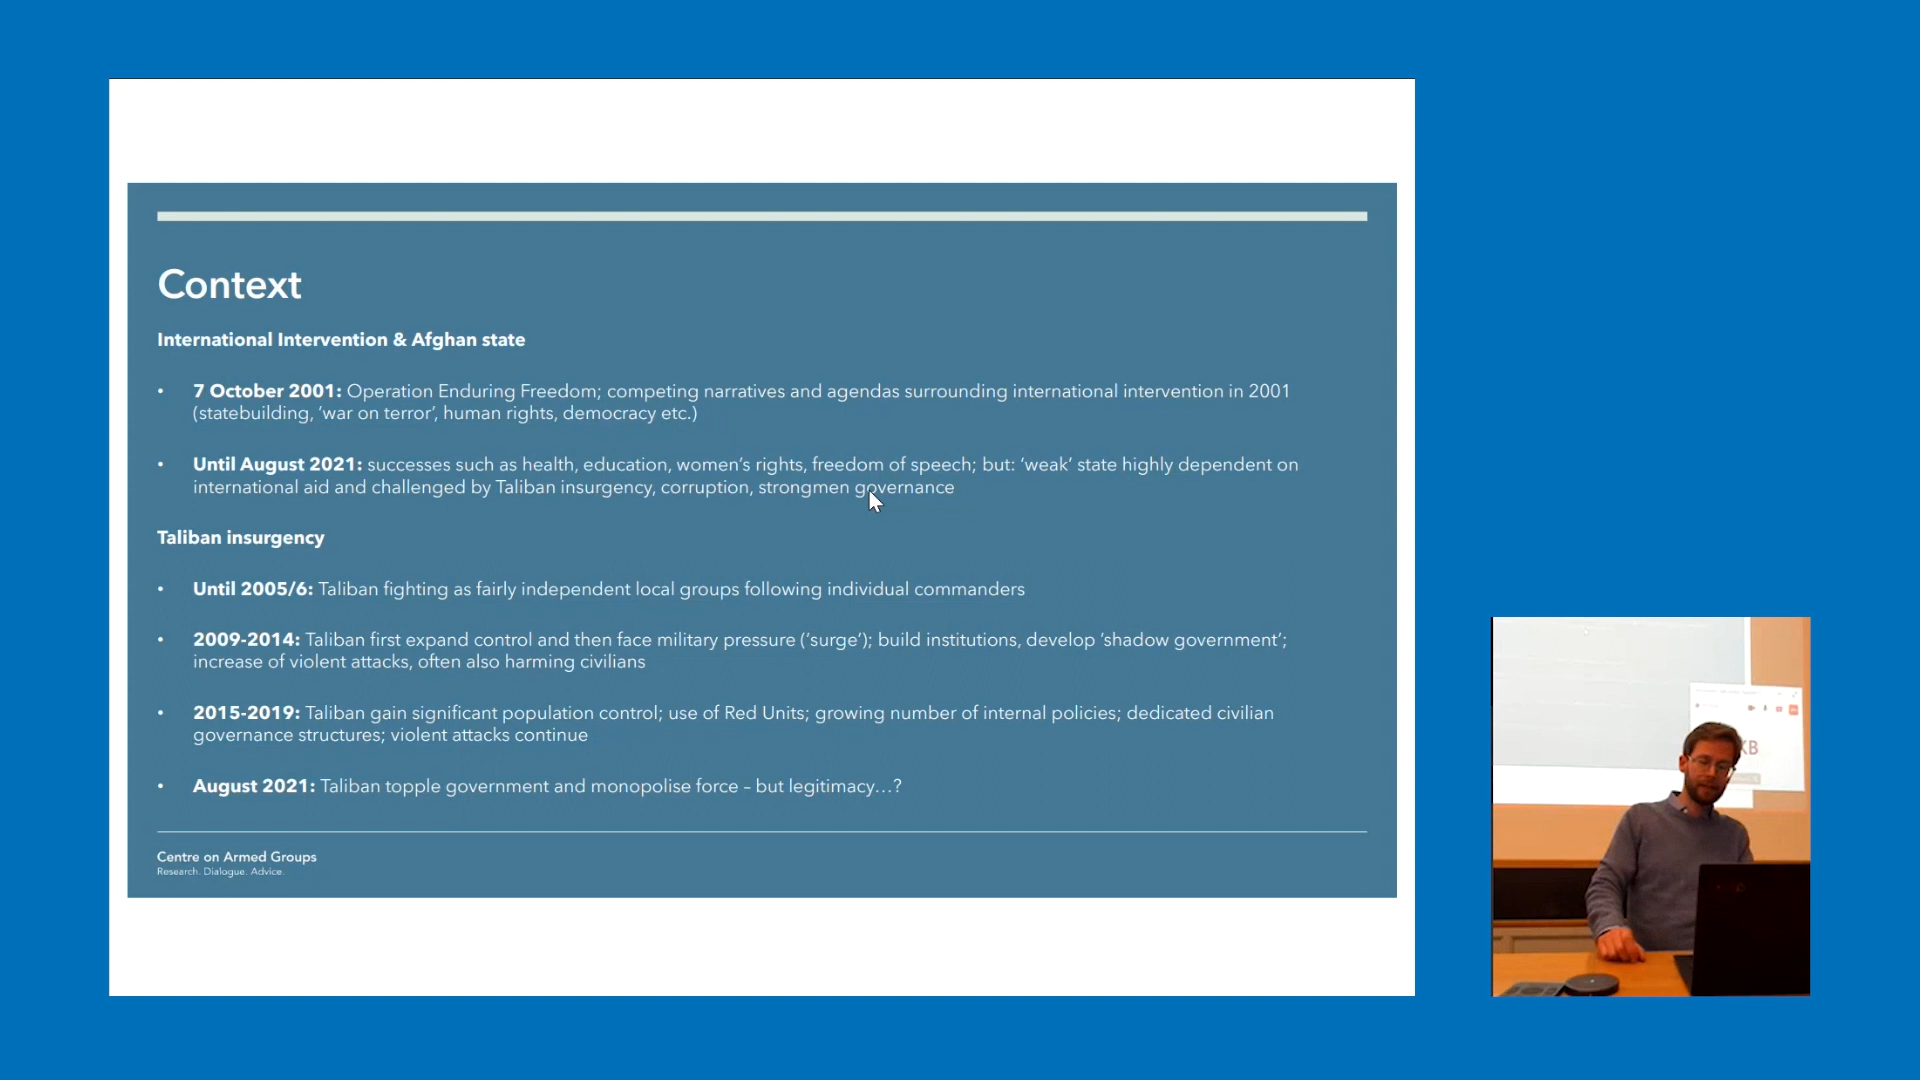 Context
International Intervention & Afghan state
• 7 October 2001: Operation Enduring Freedom; competing narratives and agendas surrounding international intervention in 2001
(statebuilding, ‘war on terror’, human rights, democracy etc.)
• Until August 2021: successes such as health, education, women’s rights, freedom of speech; but: ‘weak’ state highly dependent on
international aid and challenged by Taliban insurgency, corruption, strongmen governance
Taliban insurgency
• Until 2005/6: Taliban fighting as fairly independent local groups following individual commanders
• 2009-2014: Taliban first expand control and then face military pressure (‘surge’); build institutions, develop ‘shadow government’;
increase of violent attacks, often also harming civilians
• 2015-2019: Taliban gain significant population control; use of Red Units; growing number of internal policies; dedicated civilian
governance structures; violent attacks continue
• August 2021: Taliban topple government and monopolise force – but legitimacy…?
Centre on Armed Groups
Research. Dialogue. Advice.
KB